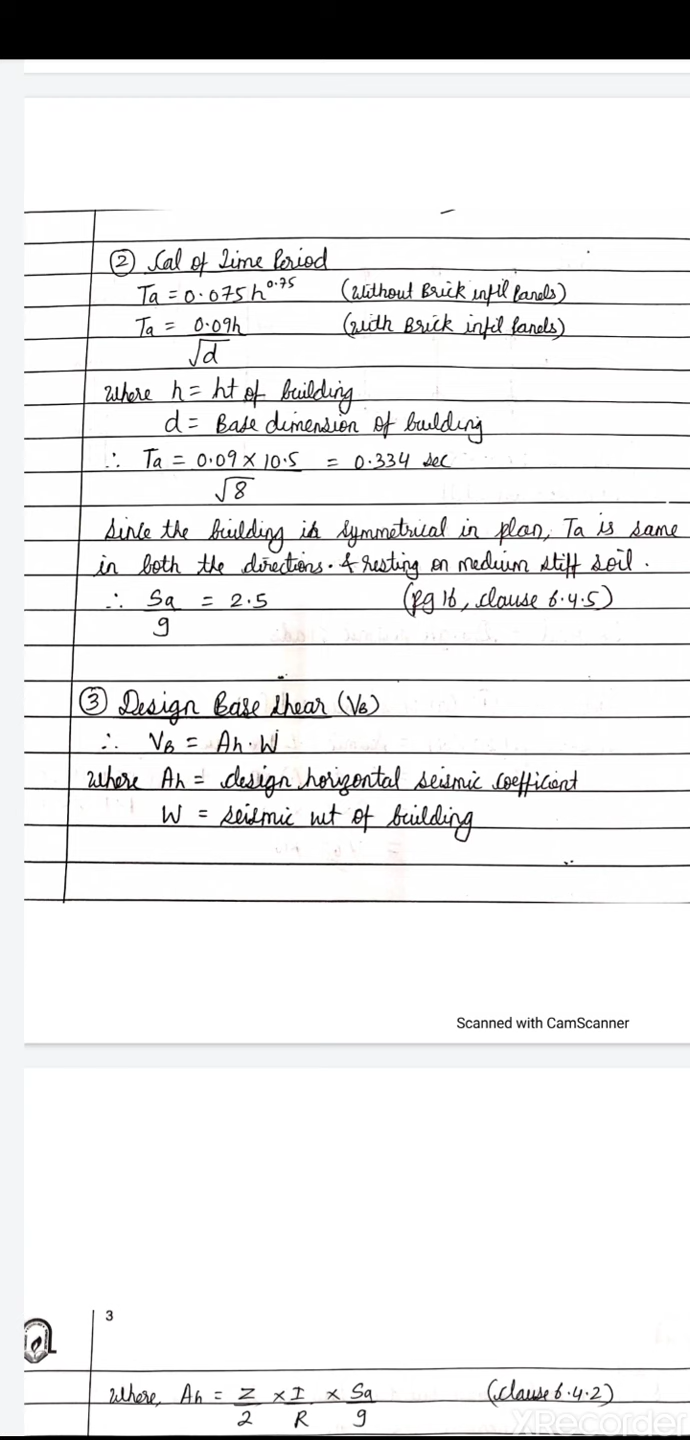 ② Cal of Time Period
Ta = 0.075 h^0.75 (Without Brick infil Panels)
Ta = 0.09h / √d (with Brick infil Panels)
where h = ht of building
d = Base dimension of building
∴ Ta = 0.09 × 10.5 / √8 = 0.334 sec
Since the building is symmetrical in plan, Ta is same
in both the directions. & resting on medium stiff soil.
∴ Sa / g = 2.5 (Pg 16, clause 6.4.5)
③ Design Base Shear (VB)
∴ VB = Ah . W
where Ah = design horizontal seismic coefficient
W = seismic wt of building
Scanned with CamScanner
3
where, Ah = Z / 2 × I / R × Sa / g (clause 6.4.2)
XRecorder